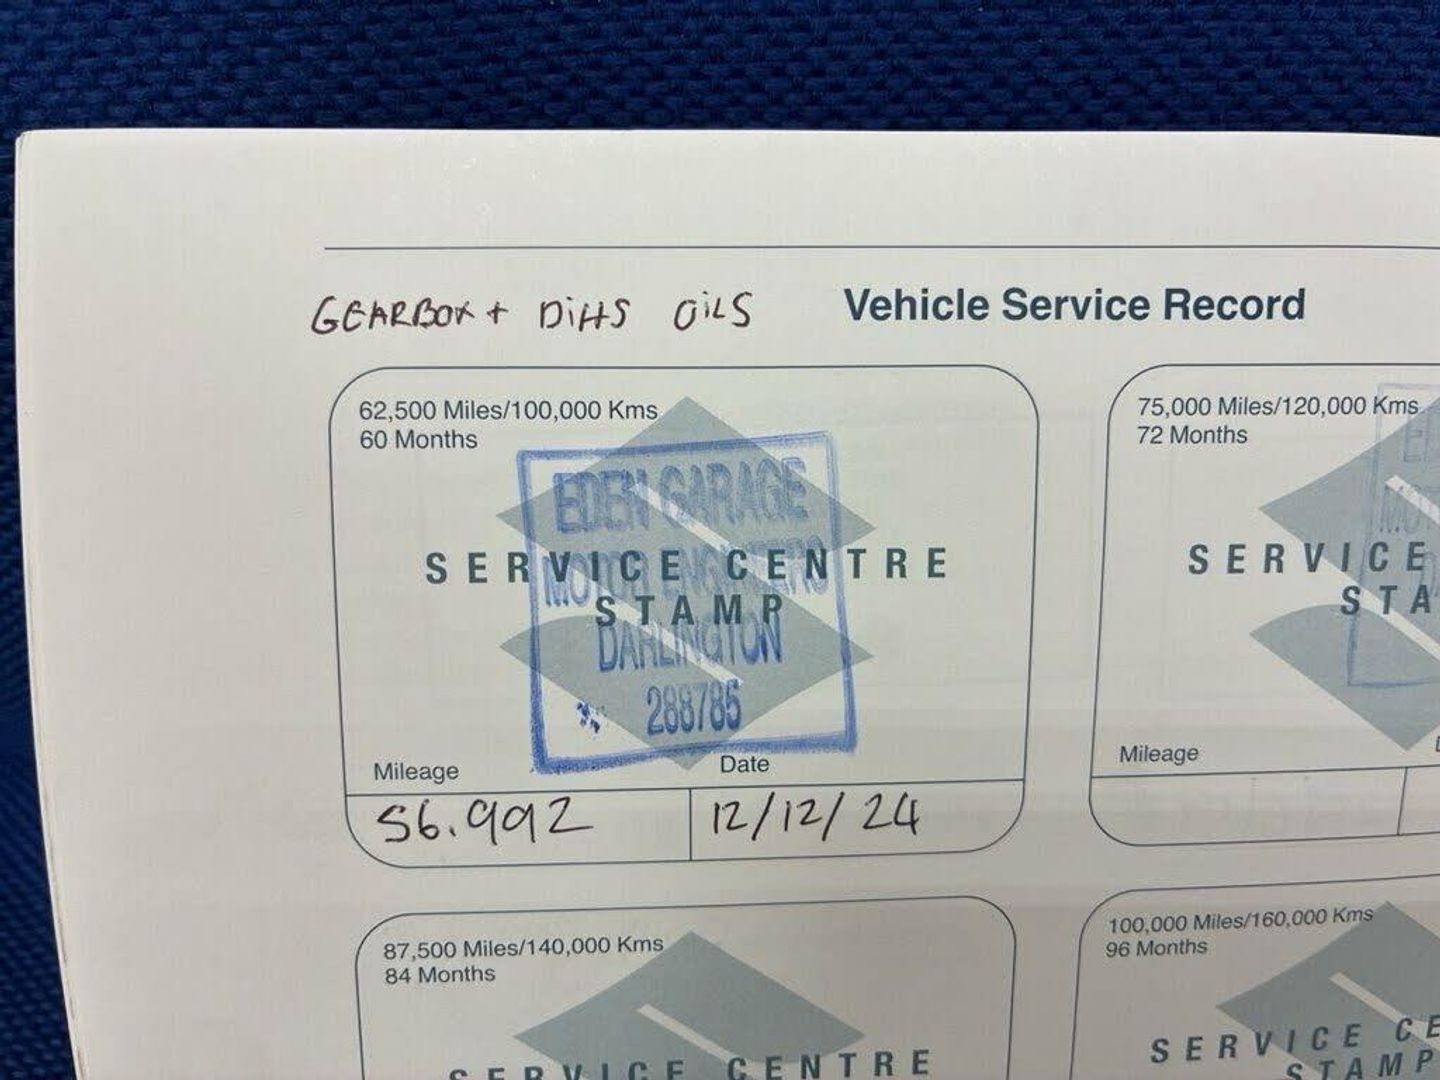 GEARBOX + DIFFS OILS
Vehicle Service Record
62,500 Miles/100,000 Kms
60 Months
EDEN GARAGE
MOTOR ENGINEERS
DARLINGTON
288785
SERVICE CENTRE
STAMP
Mileage
Date
56.992
12/12/24
75,000 Miles/120,000 Kms
72 Months
SERVICE
STA
Mileage
87,500 Miles/140,000 Kms
84 Months
SERVICE CENTRE
100,000 Miles/160,000 Kms
96 Months
SERVICE CE
STAMP